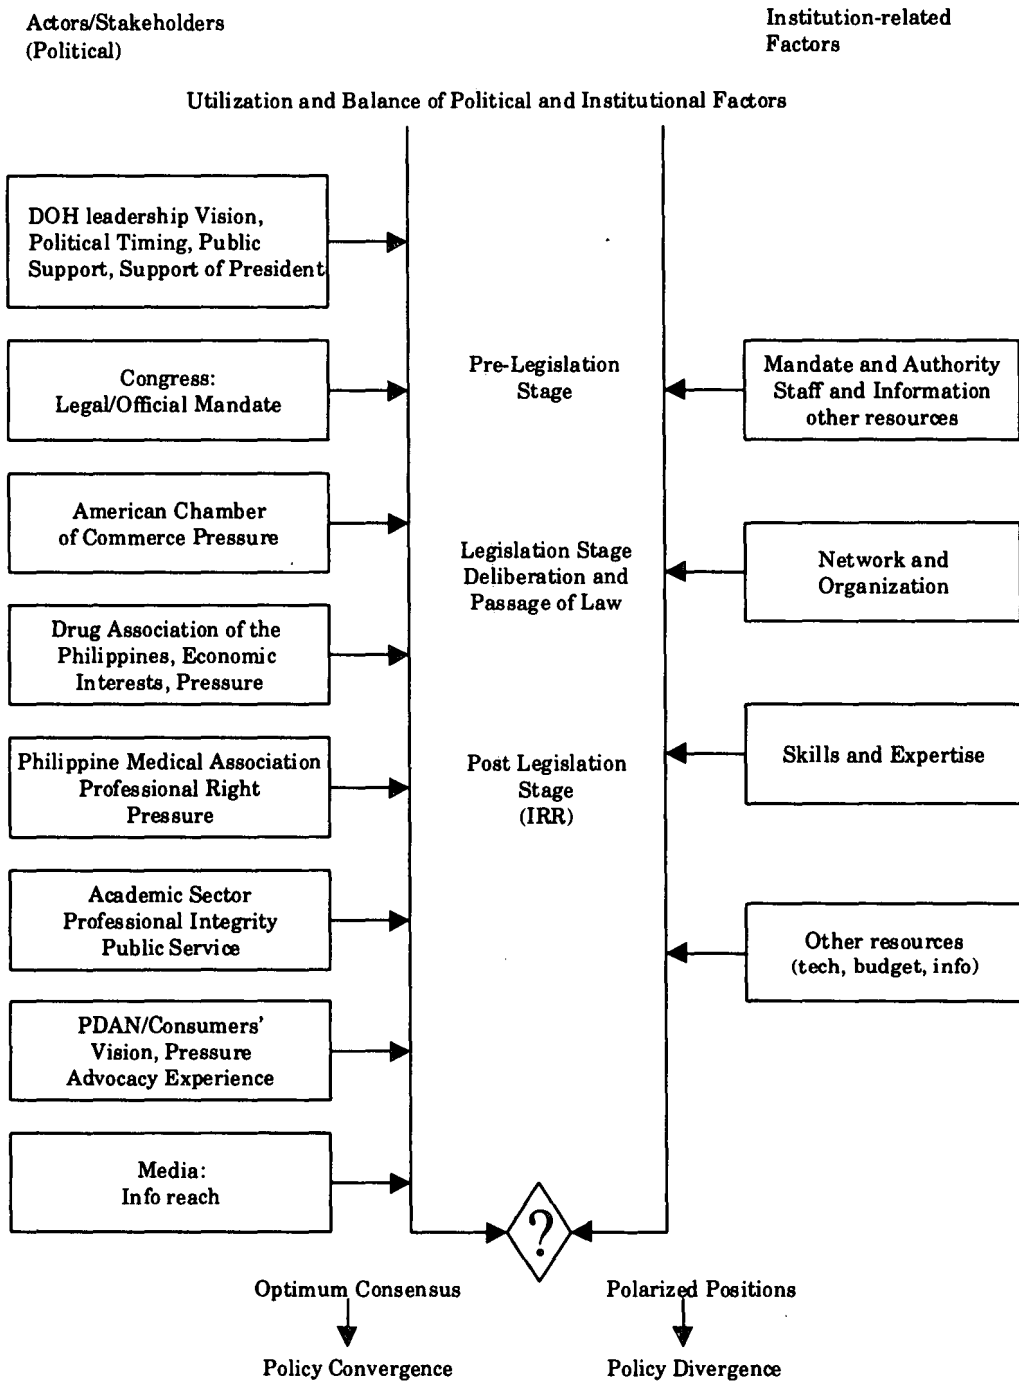 Actors/Stakeholders
(Political)
Institution-related
Factors
Utilization and Balance of Political and Institutional Factors
DOH leadership Vision,
Political Timing, Public
Support, Support of President
Congress:
Legal/Official Mandate
American Chamber
of Commerce Pressure
Drug Association of the
Philippines, Economic
Interests, Pressure
Philippine Medical Association
Professional Right
Pressure
Academic Sector
Professional Integrity
Public Service
PDAN/Consumers'
Vision, Pressure
Advocacy Experience
Media:
Info reach
Pre-Legislation
Stage
Legislation Stage
Deliberation and
Passage of Law
Post Legislation
Stage
(IRR)
Mandate and Authority
Staff and Information
other resources
Network and
Organization
Skills and Expertise
Other resources
(tech, budget, info)
?
Optimum Consensus
Policy Convergence
Polarized Positions
Policy Divergence